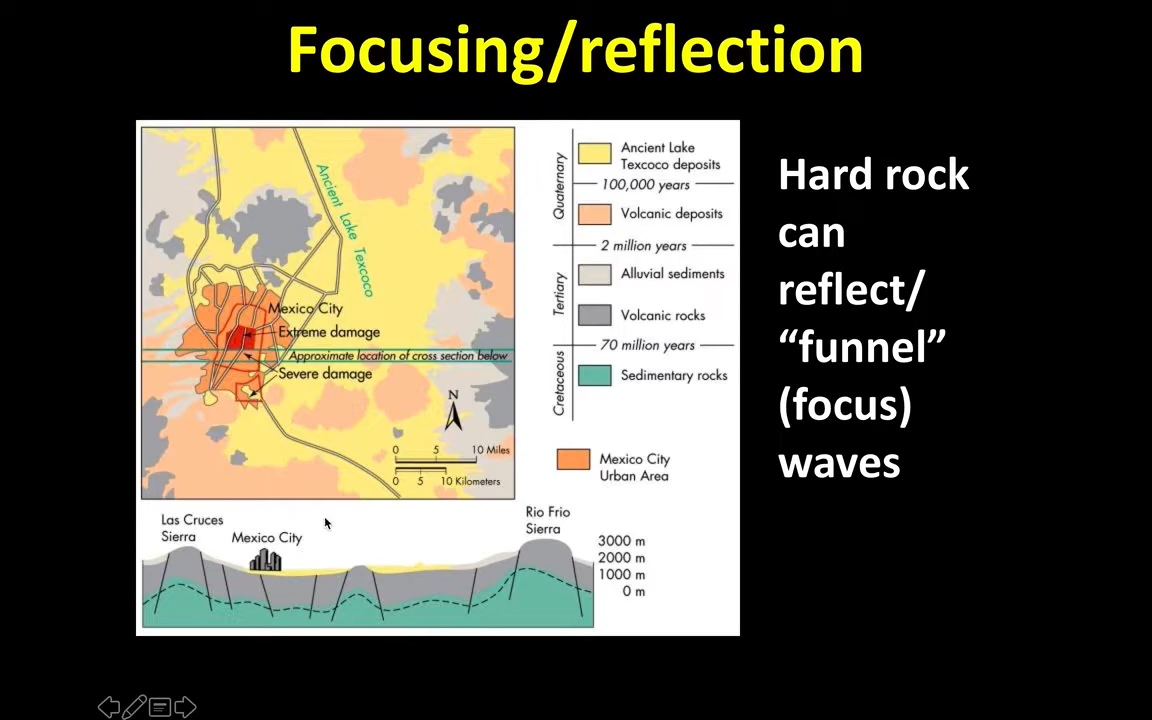 Focusing/reflection
Ancient Lake Texcoco
Mexico City
Extreme damage
Approximate location of cross section below
Severe damage
N
0 5 10 Miles
0 5 10 Kilometers
Quaternary
Ancient Lake
Texcoco deposits
100,000 years
Volcanic deposits
2 million years
Tertiary
Alluvial sediments
Volcanic rocks
70 million years
Cretaceous
Sedimentary rocks
Mexico City
Urban Area
Las Cruces
Sierra
Mexico City
Rio Frio
Sierra
3000 m
2000 m
1000 m
0 m
Hard rock
can
reflect/
“funnel”
(focus)
waves